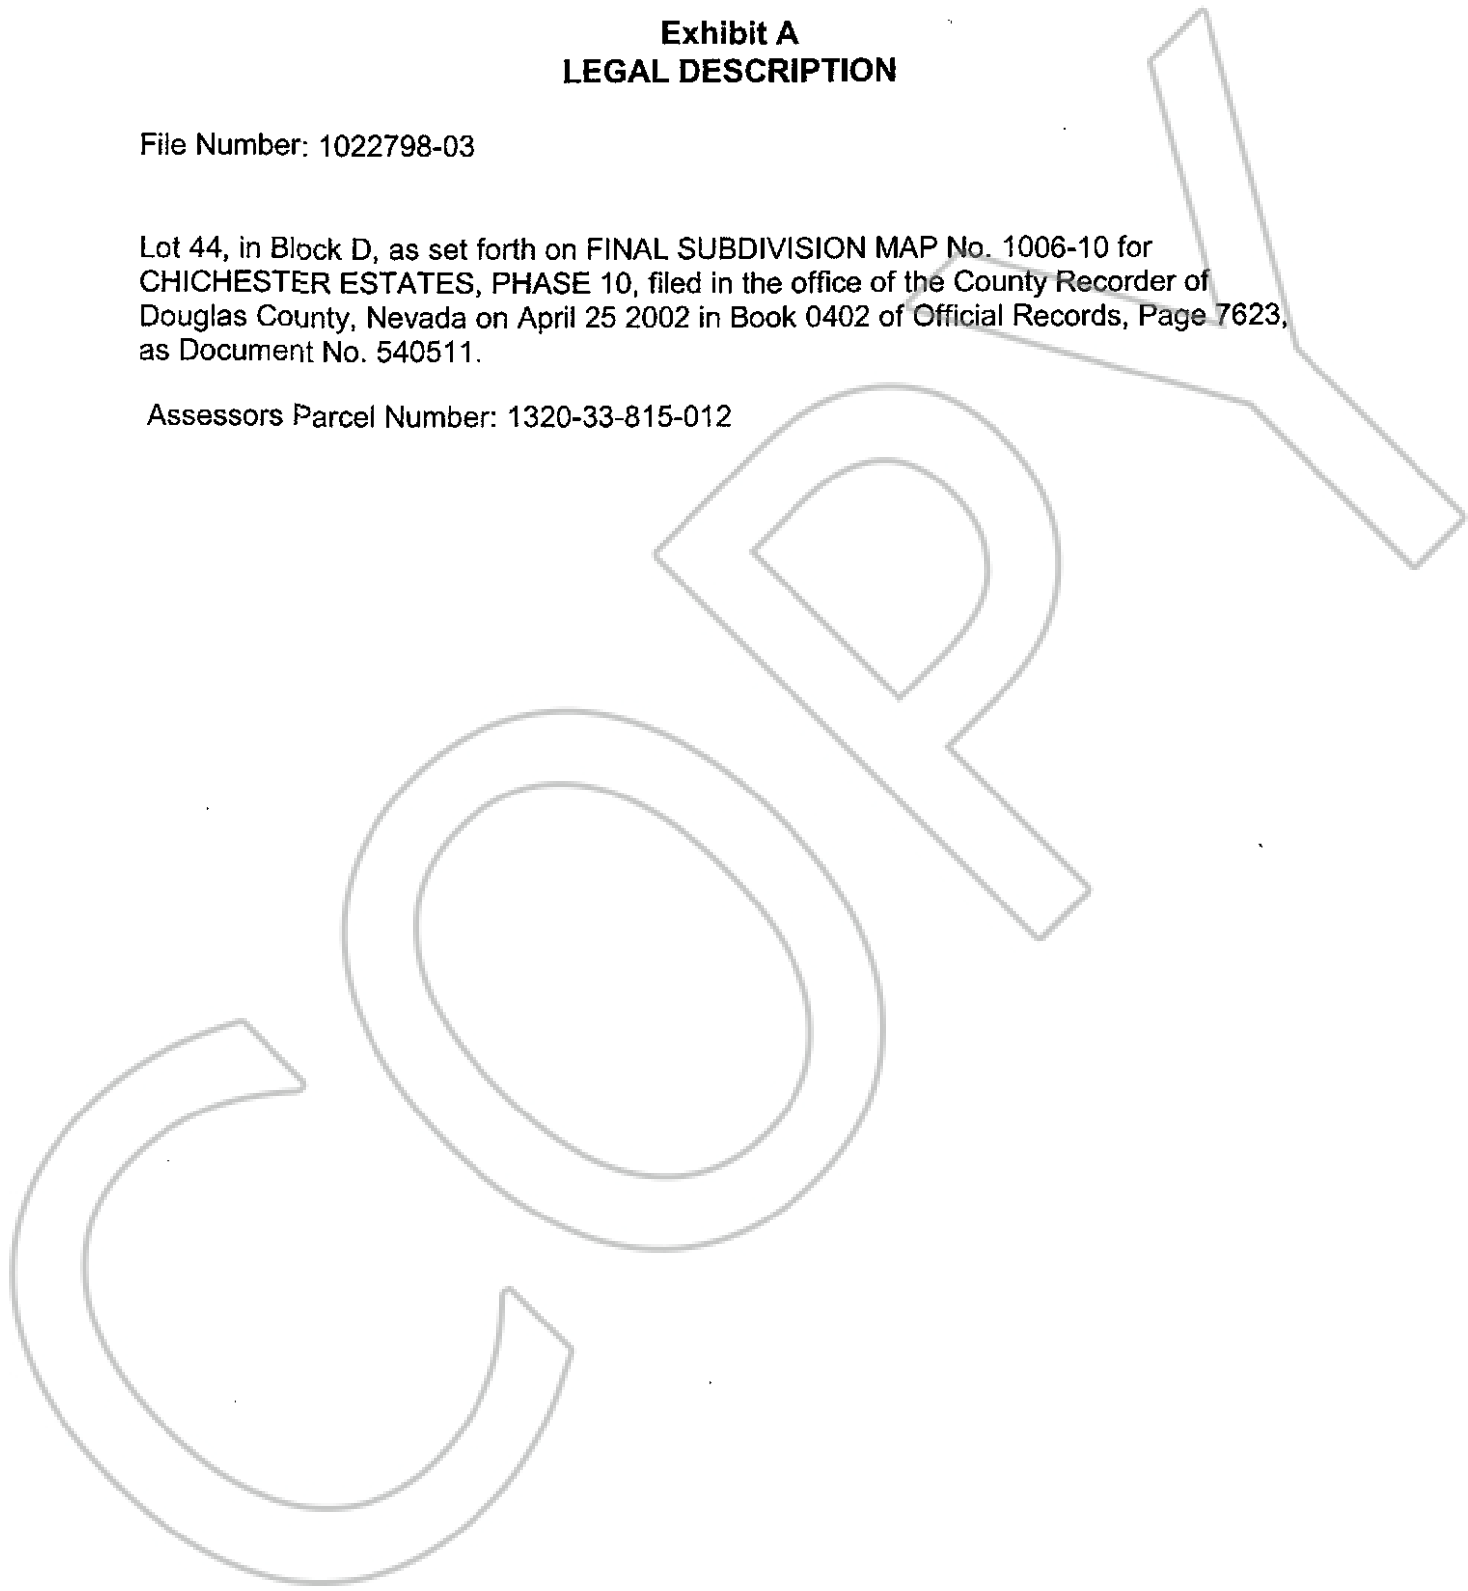 Exhibit A
LEGAL DESCRIPTION
File Number: 1022798-03
Lot 44, in Block D, as set forth on FINAL SUBDIVISION MAP No. 1006-10 for
CHICHESTER ESTATES, PHASE 10, filed in the office of the County Recorder of
Douglas County, Nevada on April 25 2002 in Book 0402 of Official Records, Page 7623,
as Document No. 540511.
Assessors Parcel Number: 1320-33-815-012
COPY